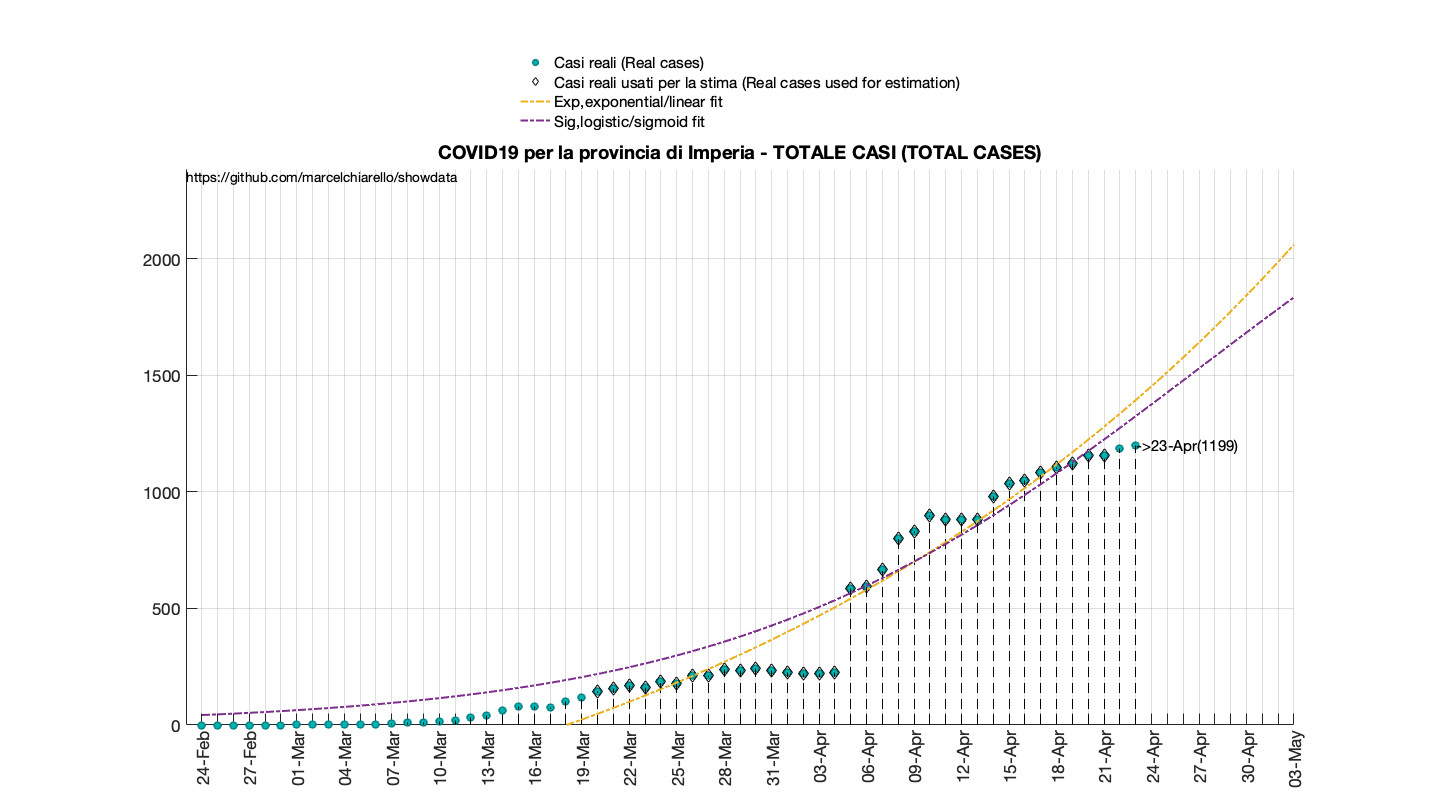 Casi reali (Real cases)
Casi reali usati per la stima (Real cases used for estimation)
Exp,exponential/linear fit
Sig,logistic/sigmoid fit
COVID19 per la provincia di Imperia - TOTALE CASI (TOTAL CASES)
https://github.com/marcelchiarello/showdata
2000
1500
1000
500
0
->23-Apr(1199)
24-Feb
27-Feb
01-Mar
04-Mar
07-Mar
10-Mar
13-Mar
16-Mar
19-Mar
22-Mar
25-Mar
28-Mar
31-Mar
03-Apr
06-Apr
09-Apr
12-Apr
15-Apr
18-Apr
21-Apr
24-Apr
27-Apr
30-Apr
03-May